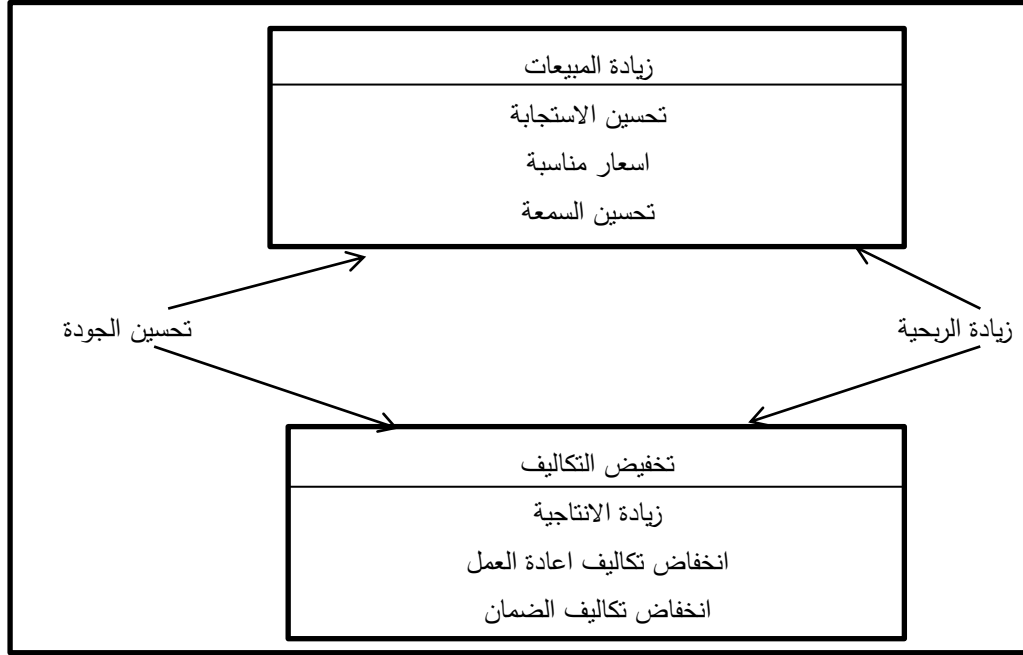 زيادة المبيعات
تحسين الاستجابة
اسعار مناسبة
تحسين السمعة
زيادة الربحية
تحسين الجودة
تخفيض التكاليف
زيادة الانتاجية
انخفاض تكاليف اعادة العمل
انخفاض تكاليف الضمان